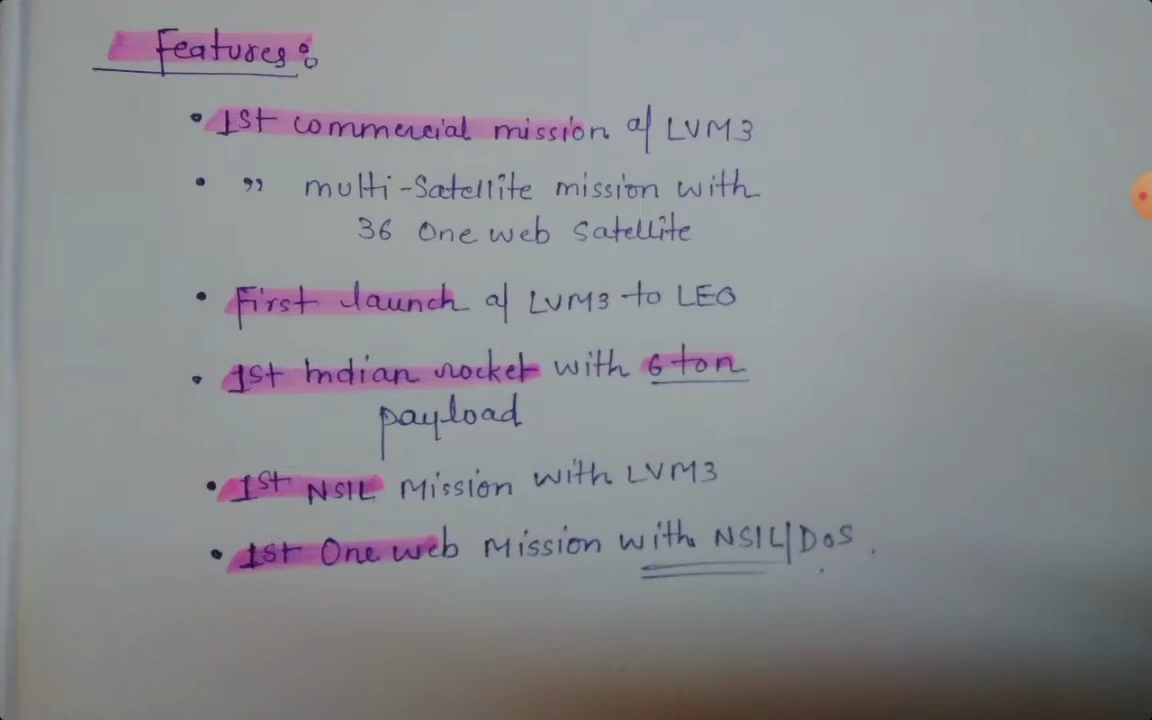 Features:
• 1st commercial mission of LVM3
• ,, multi-Satellite mission with
36 One web satellite
• First launch of LVM3 to LEO
• 1st Indian rocket with 6 ton
payload
• 1st NSIL Mission with LVM3
• 1st One web Mission with NSIL/DOS.